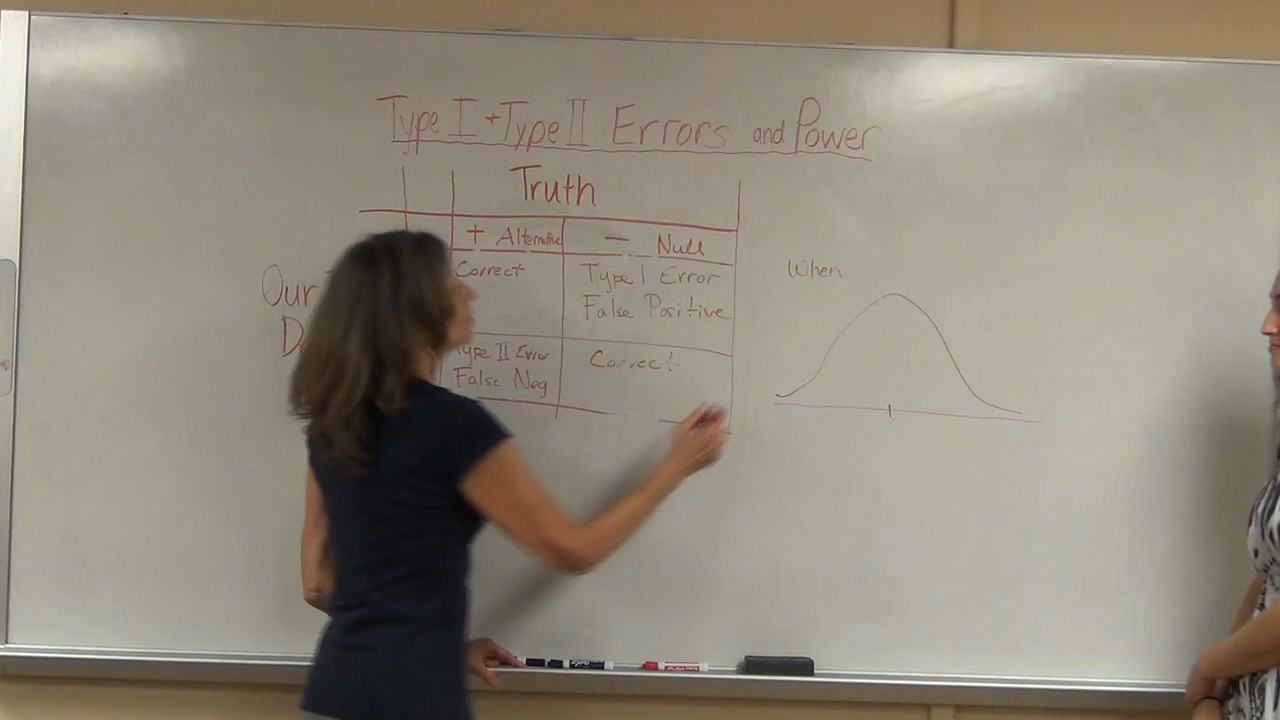 Type I + Type II Errors and Power
Truth
+ Alternative
— Null
Our
Correct
Type 1 Error
False Positive
Type II Error
False Neg
Correct
When